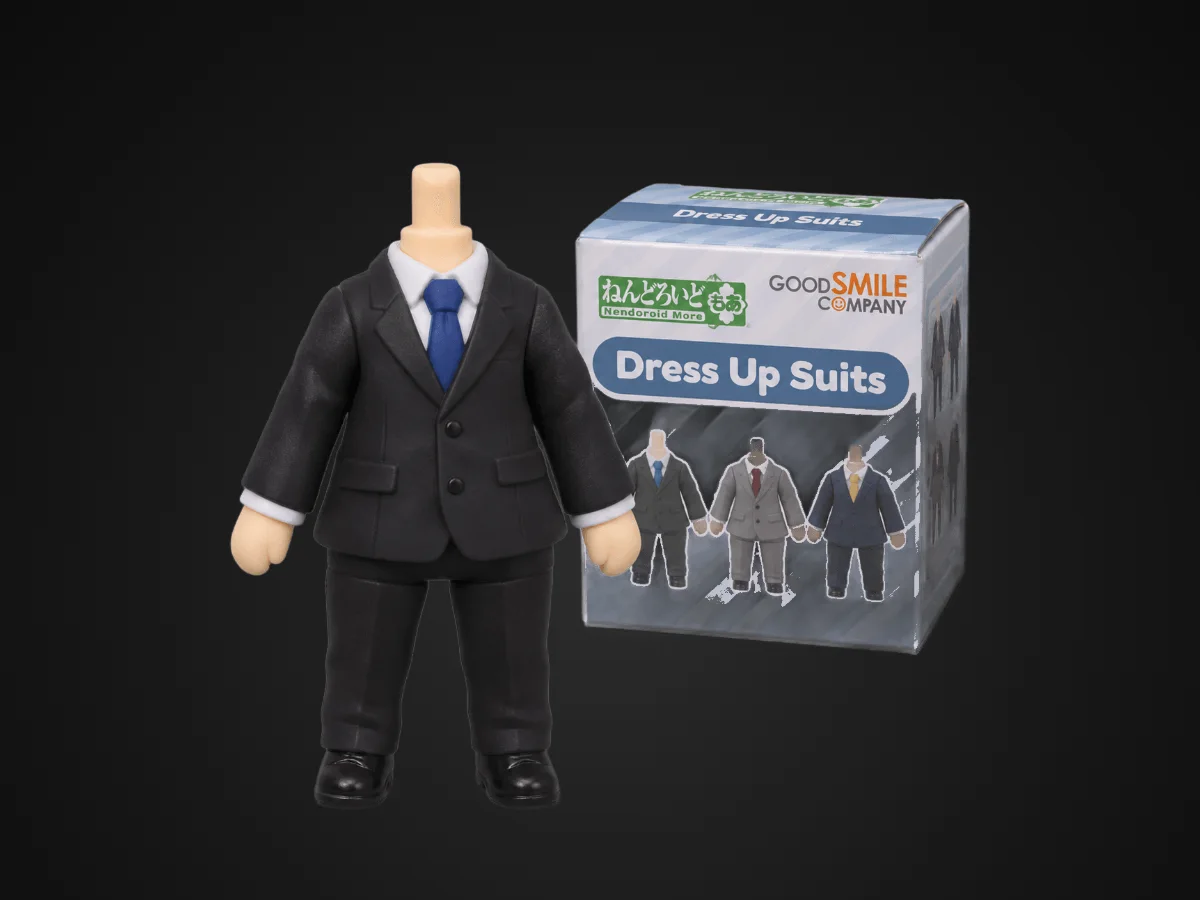 Dress Up Suits
ねんどろいど もあ
Nendoroid More
GOOD SMILE
COMPANY
Dress Up Suits